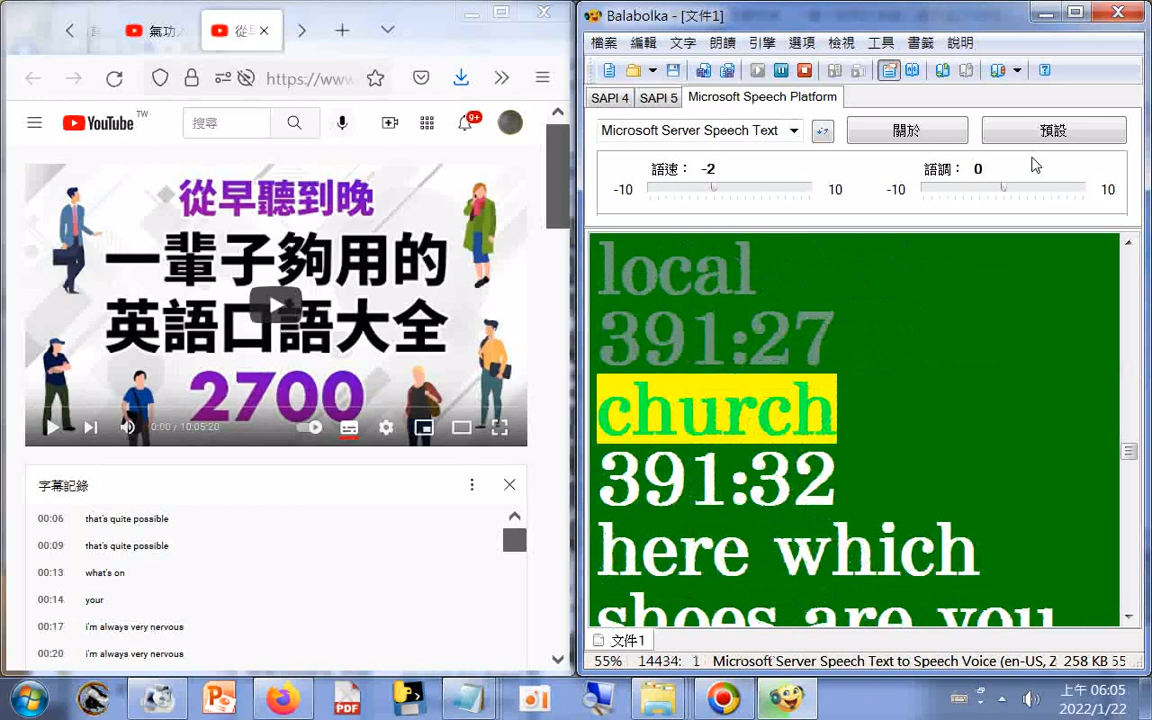 氣功
從
https://www
YouTube TW
搜尋
9+
從早聽到晚
一輩子夠用的
英語口語大全
2700
0:00 / 10:05:20
字幕記錄
00:06 that's quite possible
00:09 that's quite possible
00:13 what's on
00:14 your
00:17 i'm always very nervous
00:20 i'm always very nervous
Balabolka - [文件1]
檔案 編輯 文字 朗讀 引擎 選項 檢視 工具 書籤 說明
SAPI 4 SAPI 5 Microsoft Speech Platform
Microsoft Server Speech Text 關於 預設
語速： -2 語調： 0
-10 10 -10 10
local
391:27
church
391:32
here which
shoes are you
文件1
55% 14434: 1 Microsoft Server Speech Text to Speech Voice (en-US, Z 258 KB 55
PDF
上午 06:05
2022/1/22